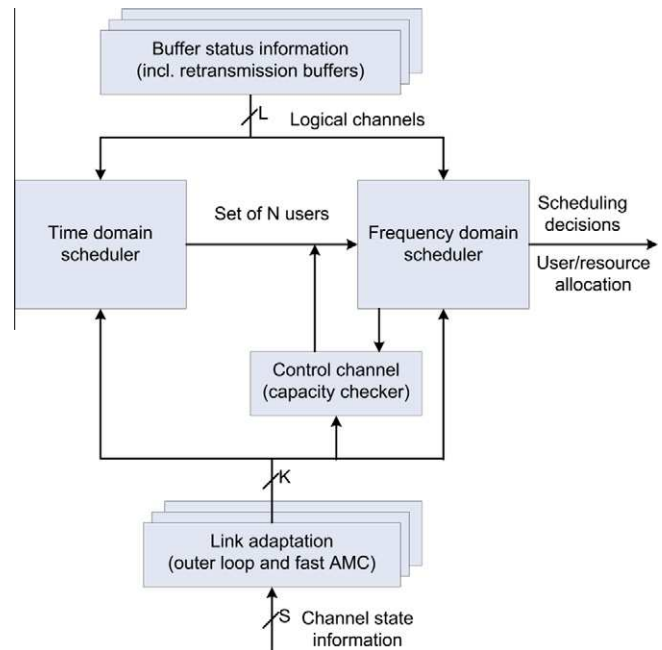 Buffer status information
(incl. retransmission buffers)
L
Logical channels
Time domain
scheduler
Set of N users
Frequency domain
scheduler
Scheduling
decisions
User/resource
allocation
Control channel
(capacity checker)
K
Link adaptation
(outer loop and fast AMC)
S
Channel state
information